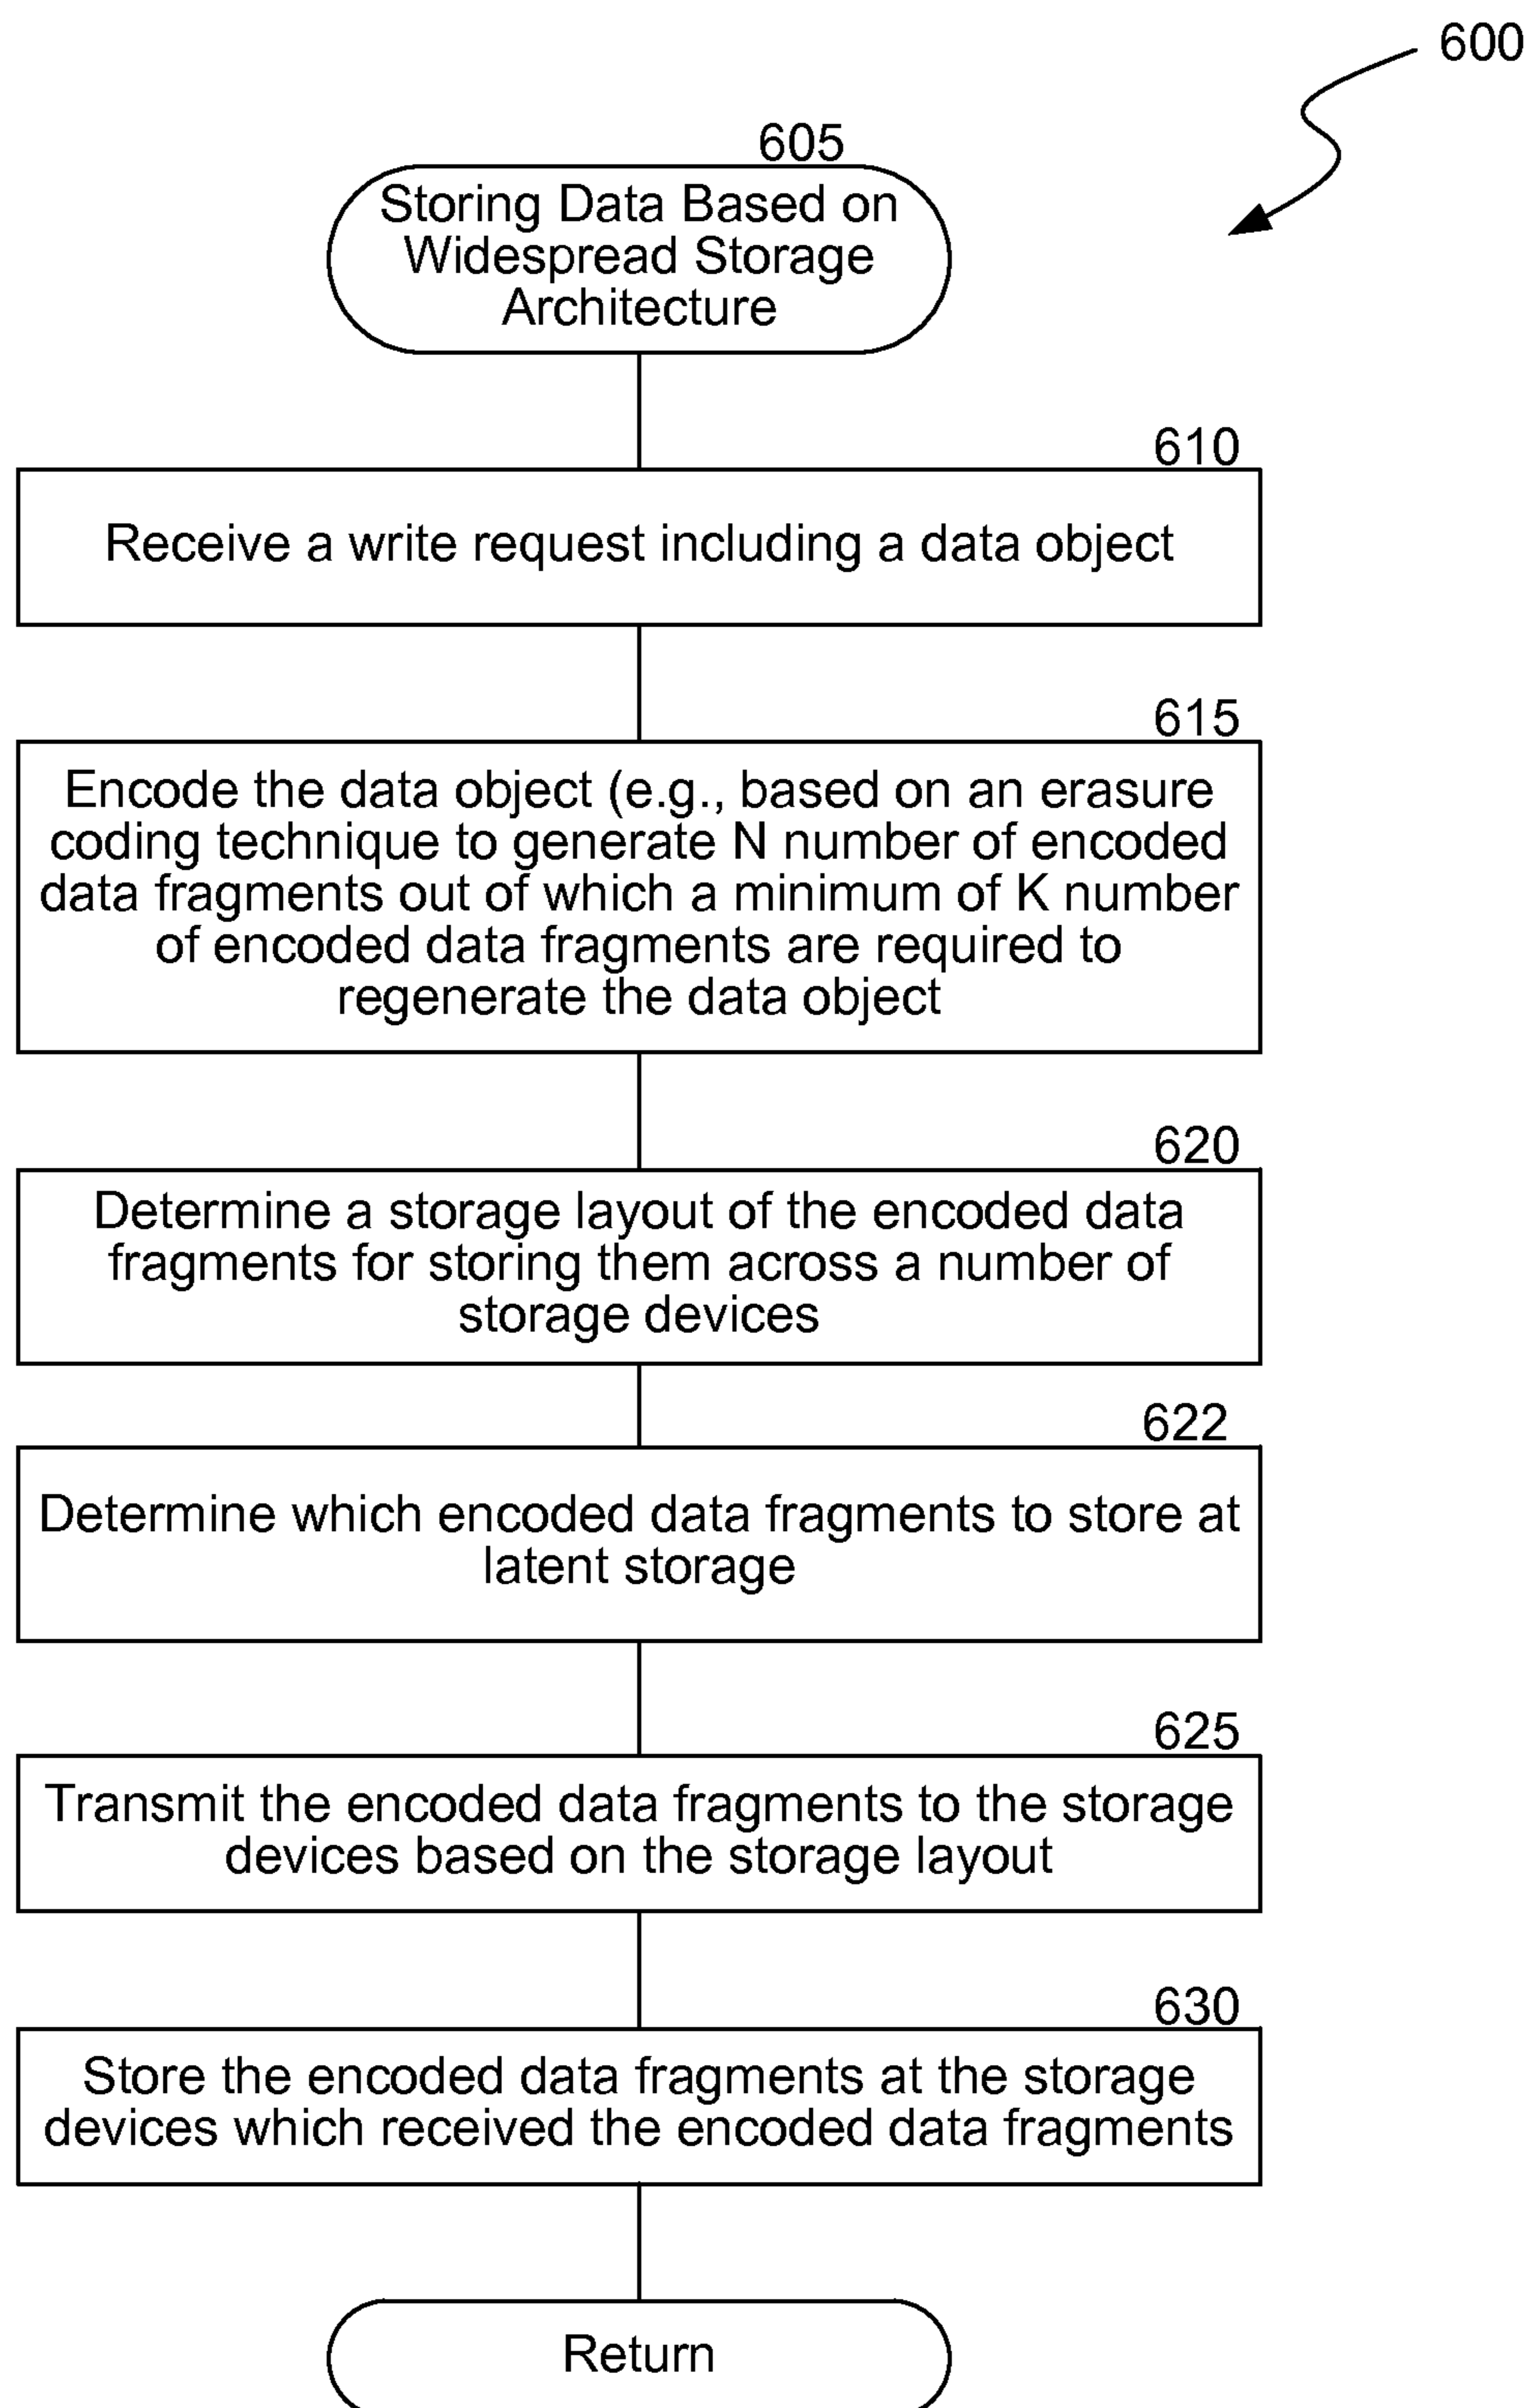 600
605
Storing Data Based on
Widespread Storage
Architecture
610
Receive a write request including a data object
615
Encode the data object (e.g., based on an erasure
coding technique to generate N number of encoded
data fragments out of which a minimum of K number
of encoded data fragments are required to
regenerate the data object
620
Determine a storage layout of the encoded data
fragments for storing them across a number of
storage devices
622
Determine which encoded data fragments to store at
latent storage
625
Transmit the encoded data fragments to the storage
devices based on the storage layout
630
Store the encoded data fragments at the storage
devices which received the encoded data fragments
Return